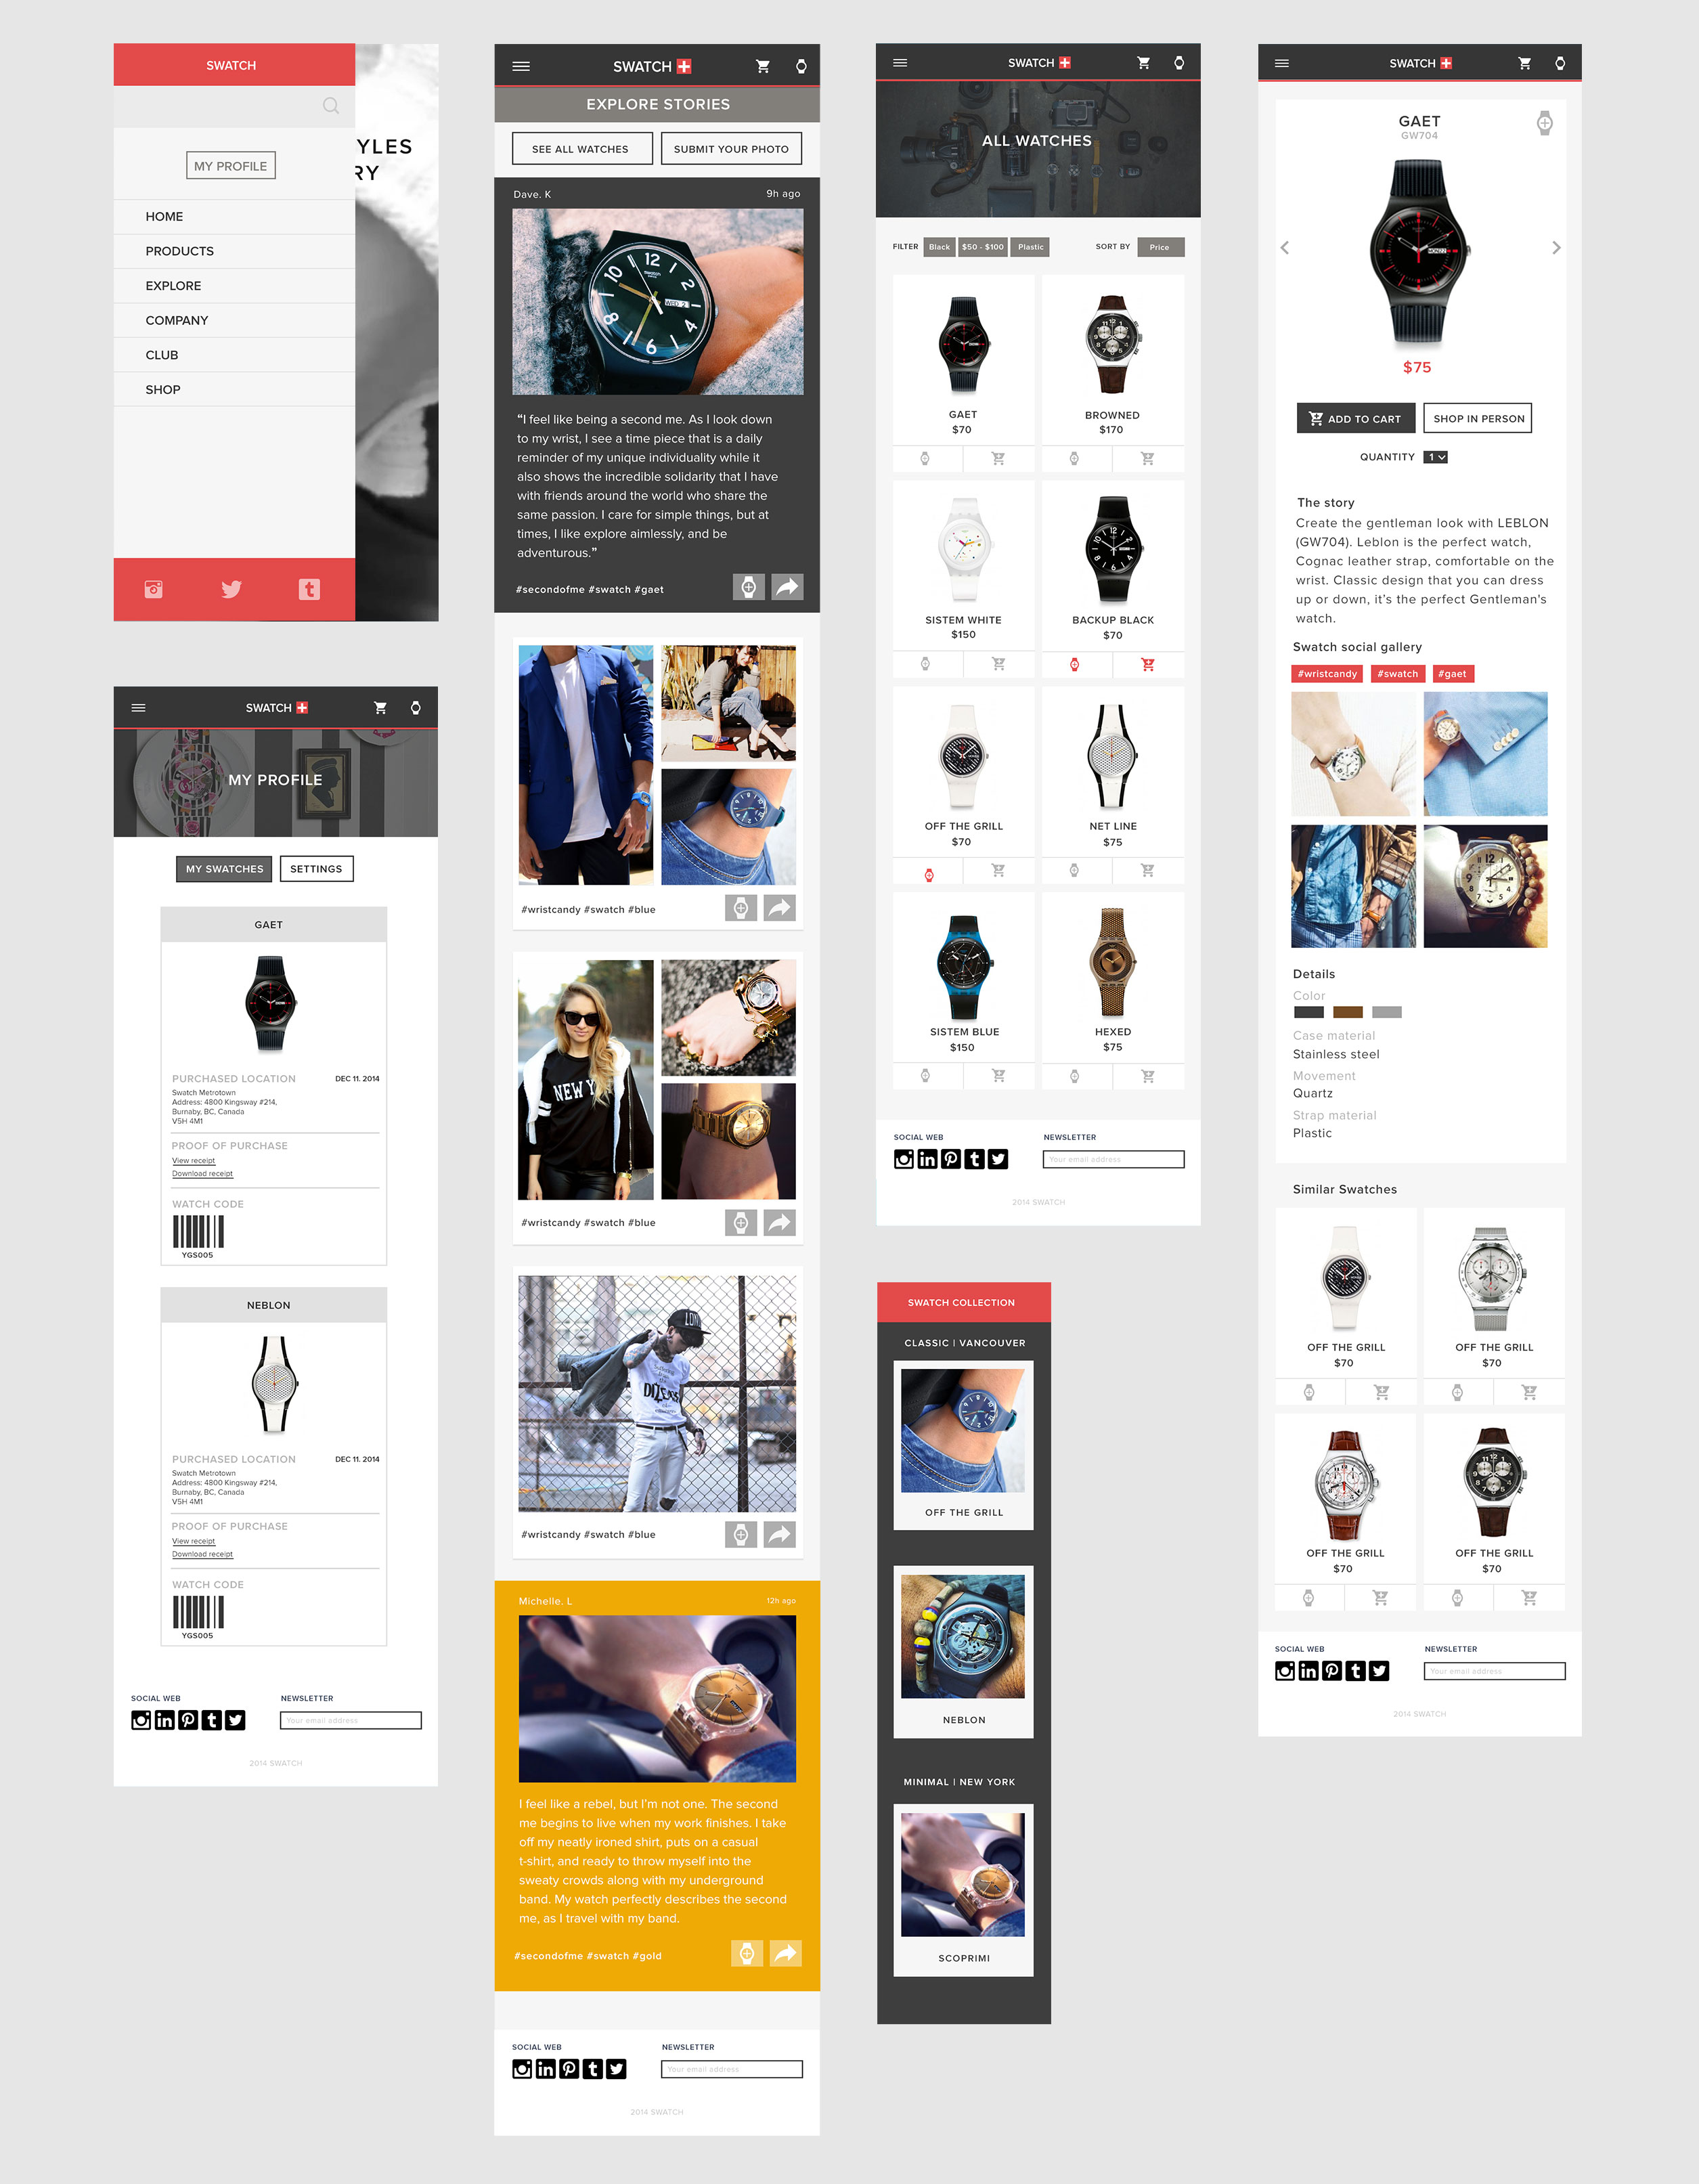 SWATCH
MY PROFILE
HOME
PRODUCTS
EXPLORE
COMPANY
CLUB
SHOP
YLES
RY
SWATCH
MY PROFILE
MY SWATCHES
SETTINGS
GAET
PURCHASED LOCATION
DEC 11. 2014
Swatch Metrotown
Address: 4800 Kingsway #214,
Burnaby, BC, Canada
V5H 4M1
PROOF OF PURCHASE
View receipt
Download receipt
WATCH CODE
YGS005
NEBLON
PURCHASED LOCATION
DEC 11. 2014
Swatch Metrotown
Address: 4800 Kingsway #214,
Burnaby, BC, Canada
V5H 4M1
PROOF OF PURCHASE
View receipt
Download receipt
WATCH CODE
YGS005
SOCIAL WEB
NEWSLETTER
Your email address
2014 SWATCH
SWATCH
EXPLORE STORIES
SEE ALL WATCHES
SUBMIT YOUR PHOTO
Dave. K
9h ago
“I feel like being a second me. As I look down
to my wrist, I see a time piece that is a daily
reminder of my unique individuality while it
also shows the incredible solidarity that I have
with friends around the world who share the
same passion. I care for simple things, but at
times, I like explore aimlessly, and be
adventurous.”
#secondofme #swatch #gaet
#wristcandy #swatch #blue
NEW Y
#wristcandy #swatch #blue
#wristcandy #swatch #blue
Michelle. L
12h ago
I feel like a rebel, but I'm not one. The second
me begins to live when my work finishes. I take
off my neatly ironed shirt, puts on a casual
t-shirt, and ready to throw myself into the
sweaty crowds along with my underground
band. My watch perfectly describes the second
me, as I travel with my band.
#secondofme #swatch #gold
SOCIAL WEB
NEWSLETTER
Your email address
2014 SWATCH
SWATCH
ALL WATCHES
FILTER
Black
$50 - $100
Plastic
SORT BY
Price
GAET
$70
BROWNED
$170
SISTEM WHITE
$150
BACKUP BLACK
$70
OFF THE GRILL
$70
NET LINE
$75
SISTEM BLUE
$150
HEXED
$75
SOCIAL WEB
NEWSLETTER
Your email address
2014 SWATCH
SWATCH COLLECTION
CLASSIC | VANCOUVER
OFF THE GRILL
NEBLON
MINIMAL | NEW YORK
SCOPRIMI
SWATCH
GAET
GW704
$75
ADD TO CART
SHOP IN PERSON
QUANTITY
1
The story
Create the gentleman look with LEBLON
(GW704). Leblon is the perfect watch,
Cognac leather strap, comfortable on the
wrist. Classic design that you can dress
up or down, it's the perfect Gentleman's
watch.
Swatch social gallery
#wristcandy
#swatch
#gaet
Details
Color
Case material
Stainless steel
Movement
Quartz
Strap material
Plastic
Similar Swatches
OFF THE GRILL
$70
OFF THE GRILL
$70
OFF THE GRILL
$70
OFF THE GRILL
$70
SOCIAL WEB
NEWSLETTER
Your email address
2014 SWATCH